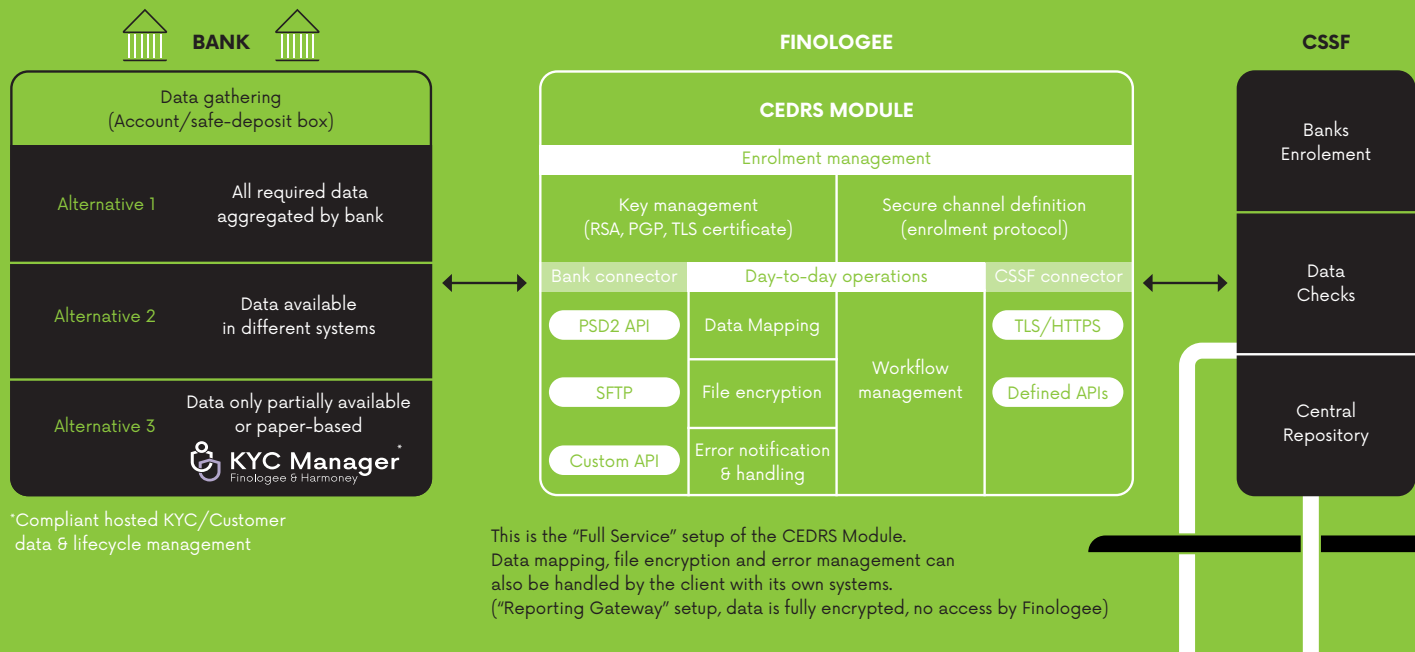 BANK
Data gathering
(Account/safe-deposit box)
Alternative 1
All required data
aggregated by bank
Alternative 2
Data available
in different systems
Alternative 3
Data only partially available
or paper-based
KYC Manager*
Finologee & Harmoney
*Compliant hosted KYC/Customer
data & lifecycle management
FINOLOGEE
CEDRS MODULE
Enrolment management
Key management
(RSA, PGP, TLS certificate)
Secure channel definition
(enrolment protocol)
Bank connector
Day-to-day operations
CSSF connector
PSD2 API
SFTP
Custom API
Data Mapping
File encryption
Error notification
& handling
Workflow
management
TLS/HTTPS
Defined APIs
This is the “Full Service” setup of the CEDRS Module.
Data mapping, file encryption and error management can
also be handled by the client with its own systems.
(“Reporting Gateway” setup, data is fully encrypted, no access by Finologee)
CSSF
Banks
Enrolement
Data
Checks
Central
Repository